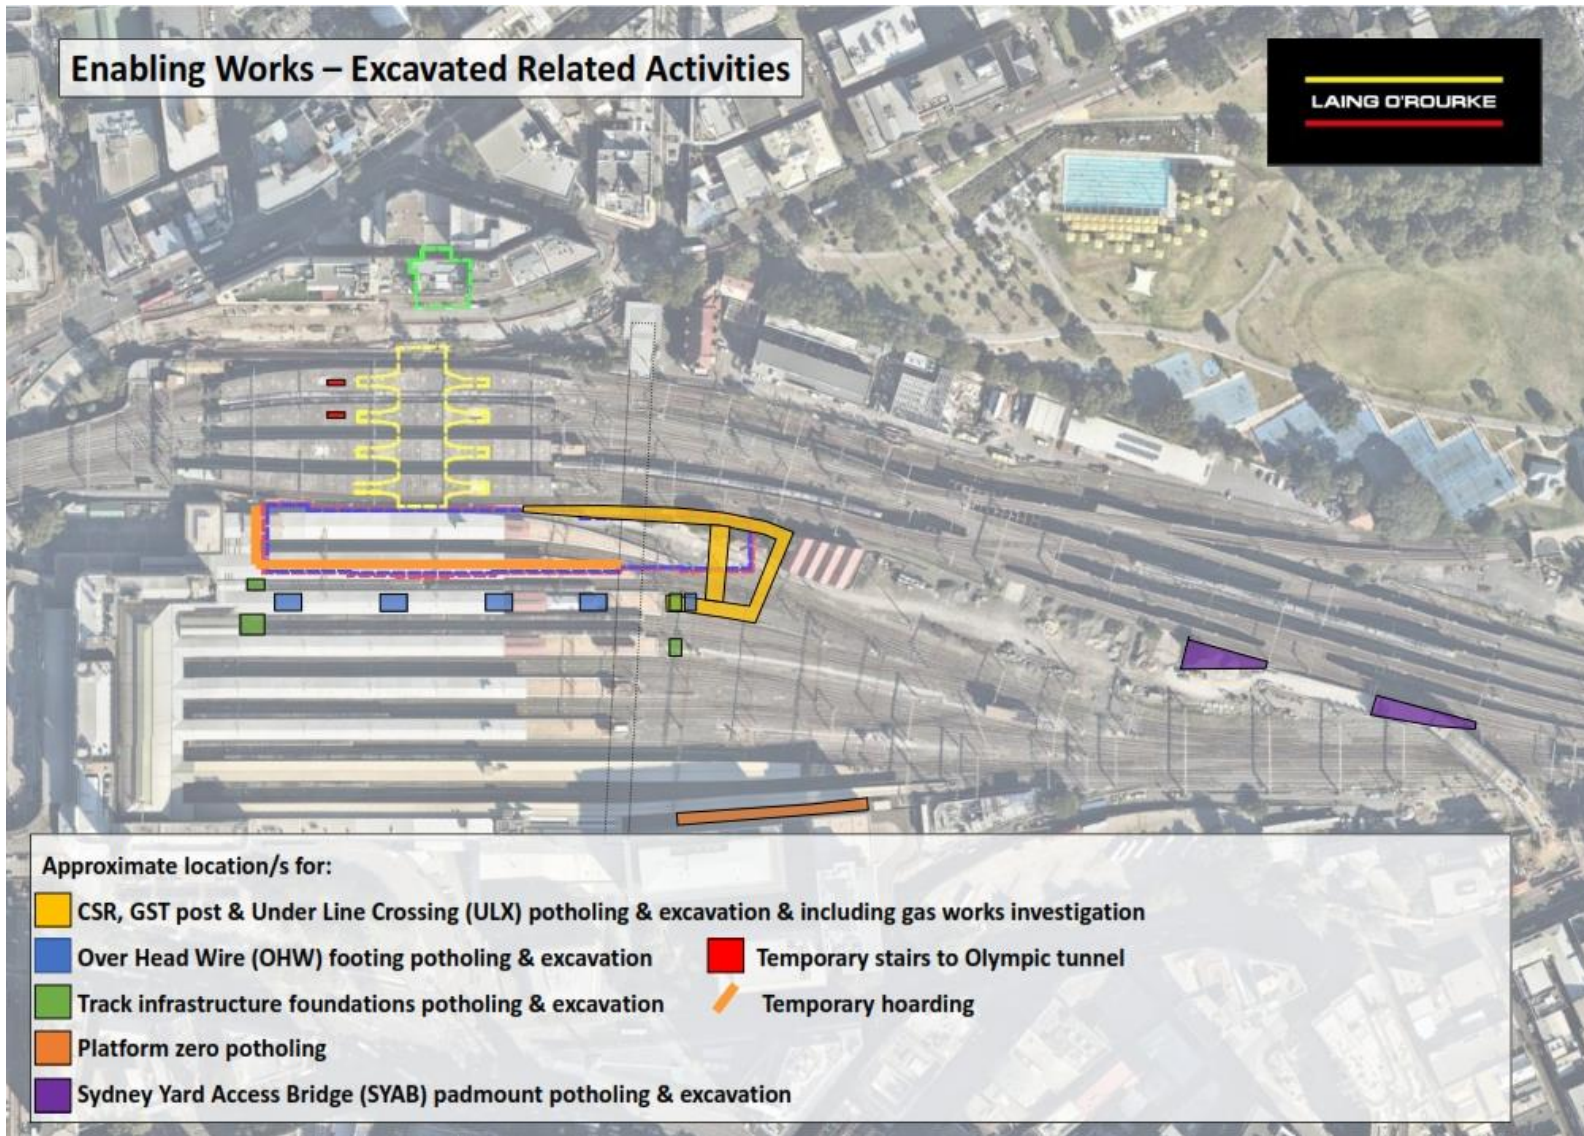 Enabling Works – Excavated Related Activities
LAING O'ROURKE
Approximate location/s for:
CSR, GST post & Under Line Crossing (ULX) potholing & excavation & including gas works investigation
Over Head Wire (OHW) footing potholing & excavation
Temporary stairs to Olympic tunnel
Track infrastructure foundations potholing & excavation
Temporary hoarding
Platform zero potholing
Sydney Yard Access Bridge (SYAB) padmount potholing & excavation